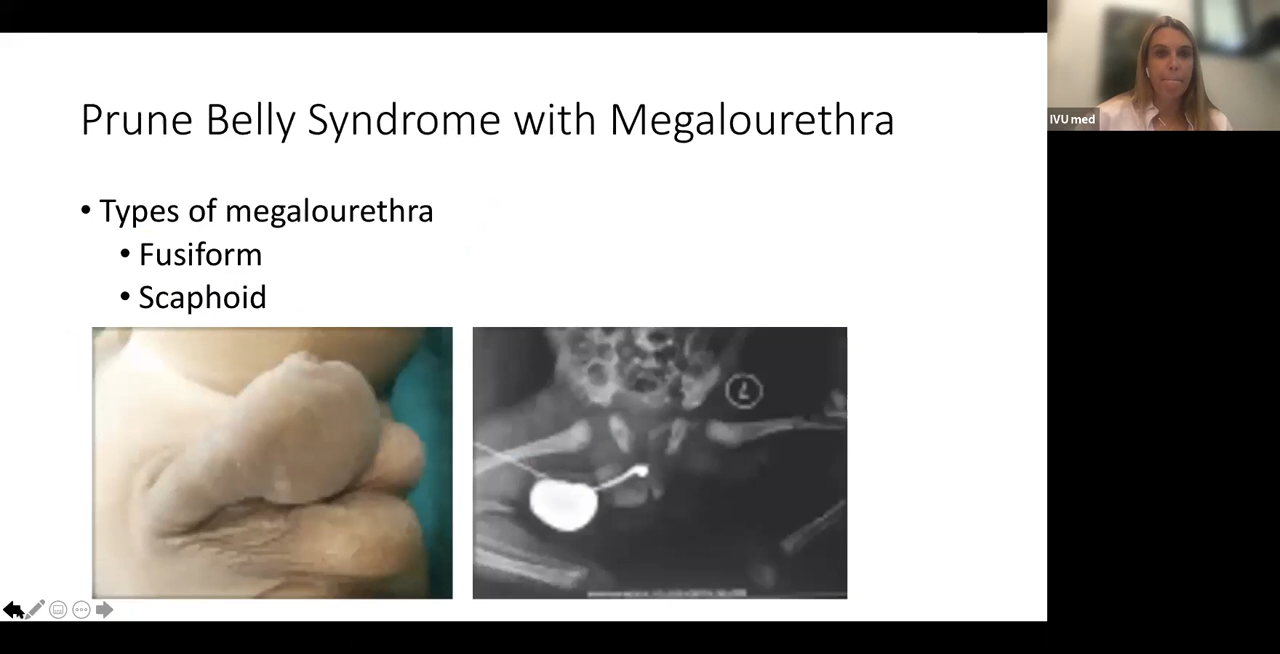 Prune Belly Syndrome with Megalourethra
• Types of megalourethra
• Fusiform
• Scaphoid
IVU med